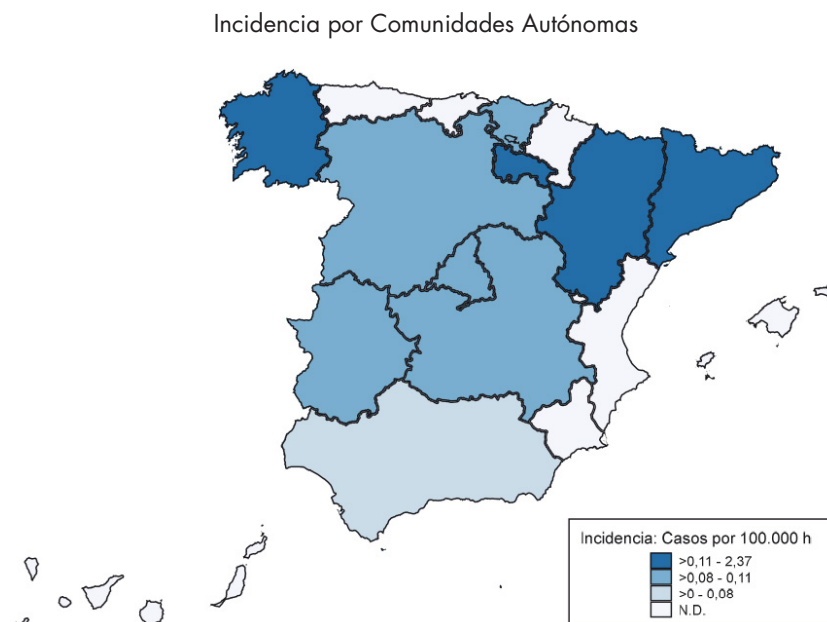 Incidencia por Comunidades Autónomas
Incidencia: Casos por 100.000 h
>0,11 - 2,37
>0,08 - 0,11
>0 - 0,08
N.D.